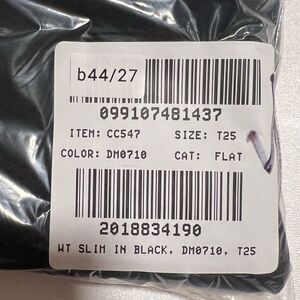 b44/27
099107481437
ITEM: CC547 SIZE: T25
COLOR: DM0710 CAT: FLAT
2018834190
WT SLIM IN BLACK, DM0710, T25